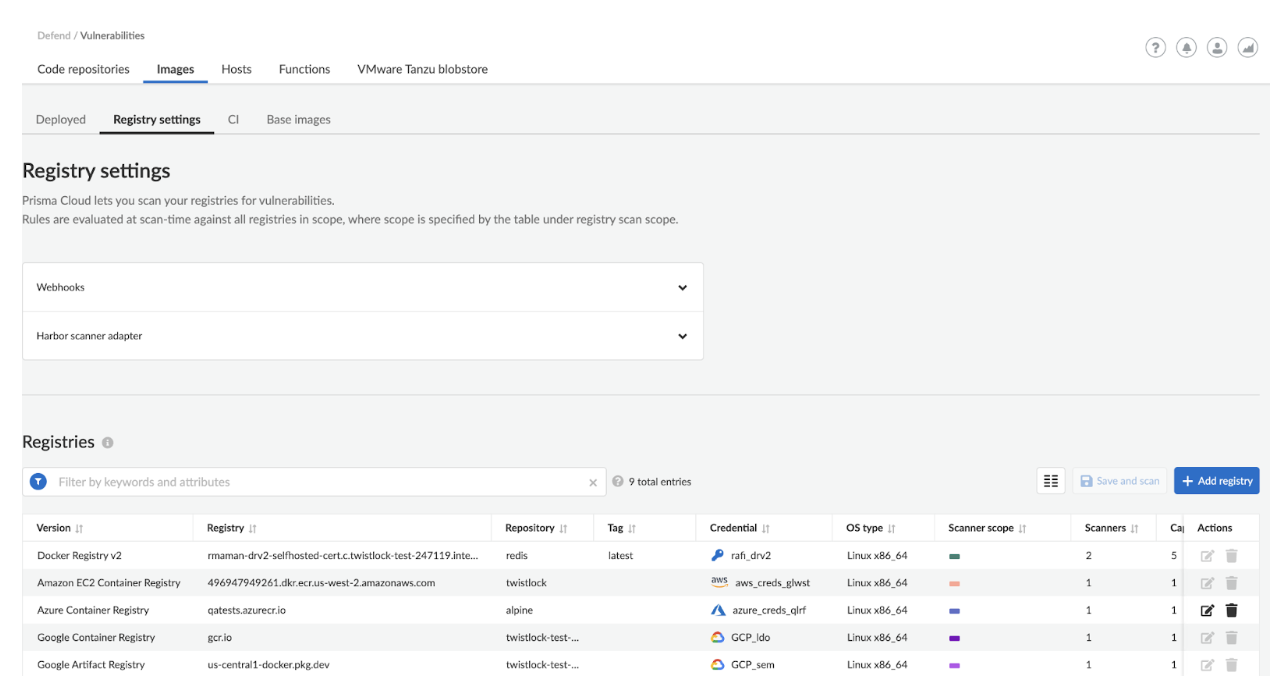 Defend / Vulnerabilities
Code repositories Images Hosts Functions VMware Tanzu blobstore
Deployed Registry settings CI Base images
Registry settings
Prisma Cloud lets you scan your registries for vulnerabilities.
Rules are evaluated at scan-time against all registries in scope, where scope is specified by the table under registry scan scope.
Webhooks
Harbor scanner adapter
Registries
Filter by keywords and attributes 9 total entries Save and scan + Add registry
Version Registry Repository Tag Credential OS type Scanner scope Scanners Ca Actions
Docker Registry v2 rmaman-drv2-selfhosted-cert.c.twistlock-test-247119.inte... redis latest rafi_drv2 Linux x86_64 2 5
Amazon EC2 Container Registry 496947949261.dkr.ecr.us-west-2.amazonaws.com twistlock aws aws_creds_glwst Linux x86_64 1 1
Azure Container Registry qatests.azurecr.io alpine azure_creds_qlrf Linux x86_64 1 1
Google Container Registry gcr.io twistlock-test-... GCP_ldo Linux x86_64 1 1
Google Artifact Registry us-central1-docker.pkg.dev twistlock-test-... GCP_sem Linux x86_64 1 1